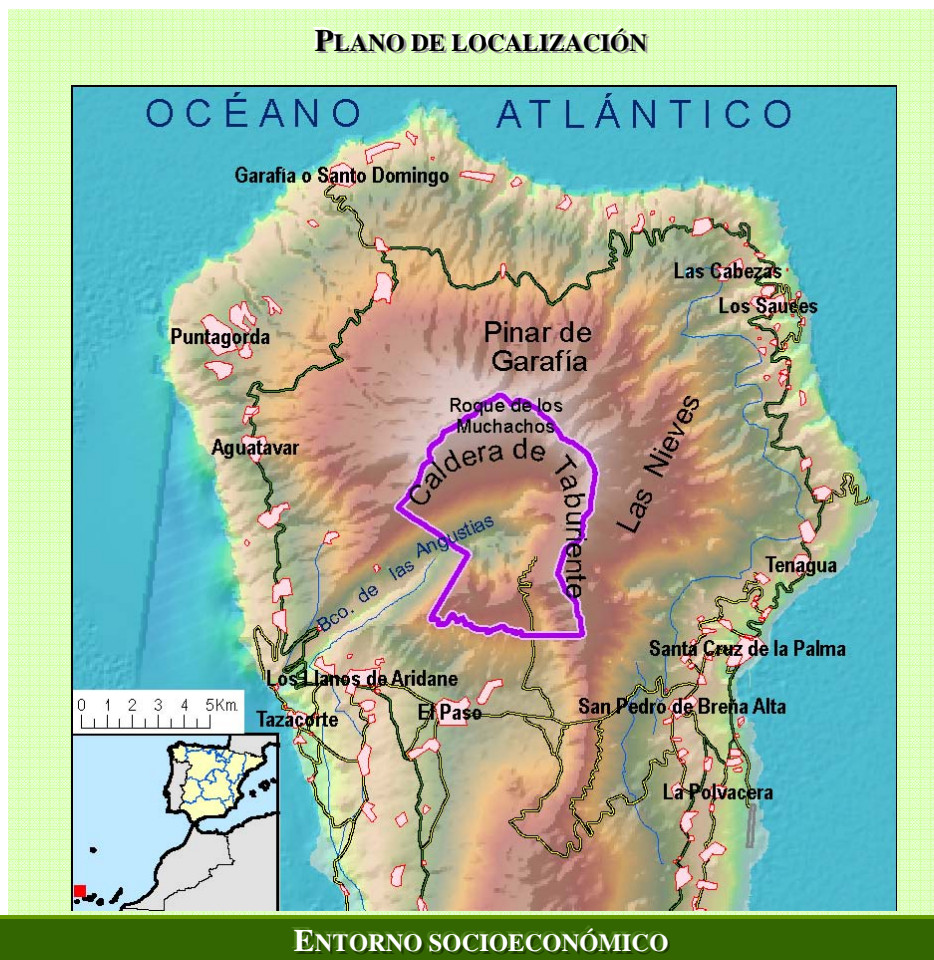 PLANO DE LOCALIZACIÓN
OCÉANO ATLÁNTICO
Garafía o Santo Domingo
Las Cabezas
Los Sauces
Puntagorda
Pinar de
Garafía
Roque de los
Muchachos
Aguatavar
Caldera de Taburiente
Las Nieves
Bco. de las Angustias
Tenagua
Santa Cruz de la Palma
Los Llanos de Aridane
San Pedro de Breña Alta
El Paso
Tazacorte
0 1 2 3 4 5Km.
La Polvacera
ENTORNO SOCIOECONÓMICO